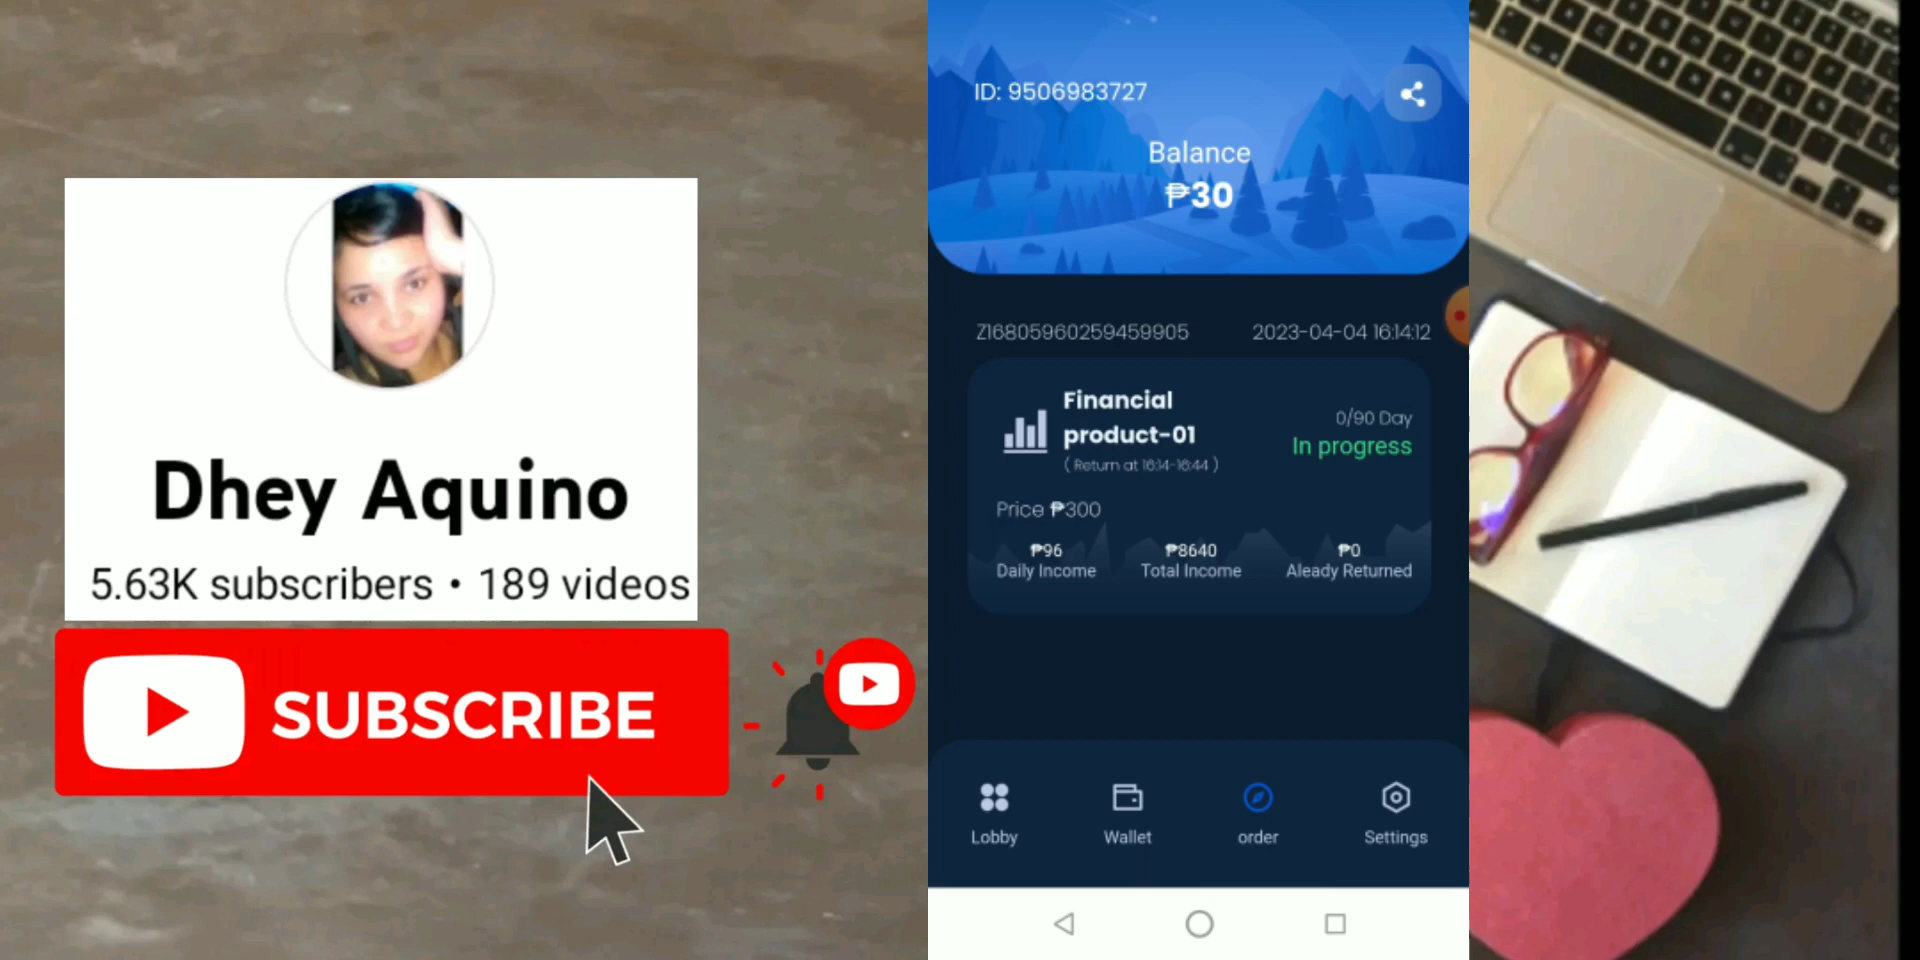 Dhey Aquino
5.63K subscribers • 189 videos
SUBSCRIBE
ID: 9506983727
Balance
₱30
Z16805960259459905 2023-04-04 16:14:12
Financial
product-01
( Return at 16:14-16:44 )
0/90 Day
In progress
Price ₱300
₱96 ₱8640 ₱0
Daily Income Total Income Aleady Returned
Lobby Wallet order Settings